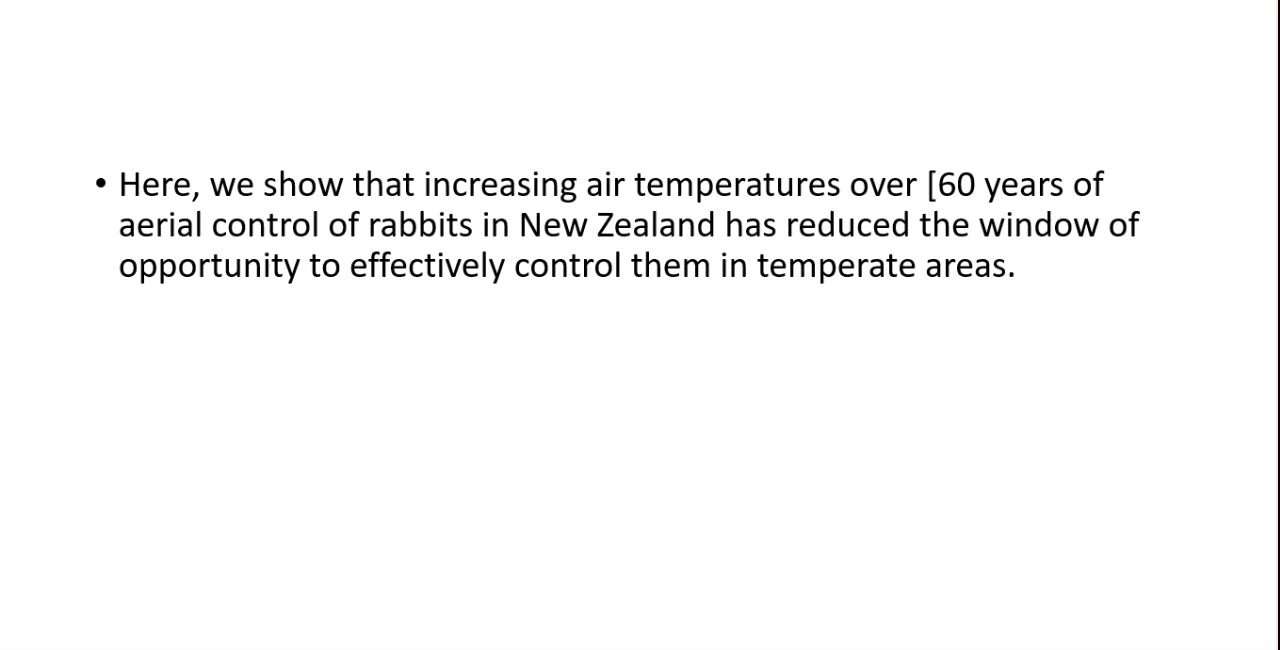 • Here, we show that increasing air temperatures over [60 years of
aerial control of rabbits in New Zealand has reduced the window of
opportunity to effectively control them in temperate areas.